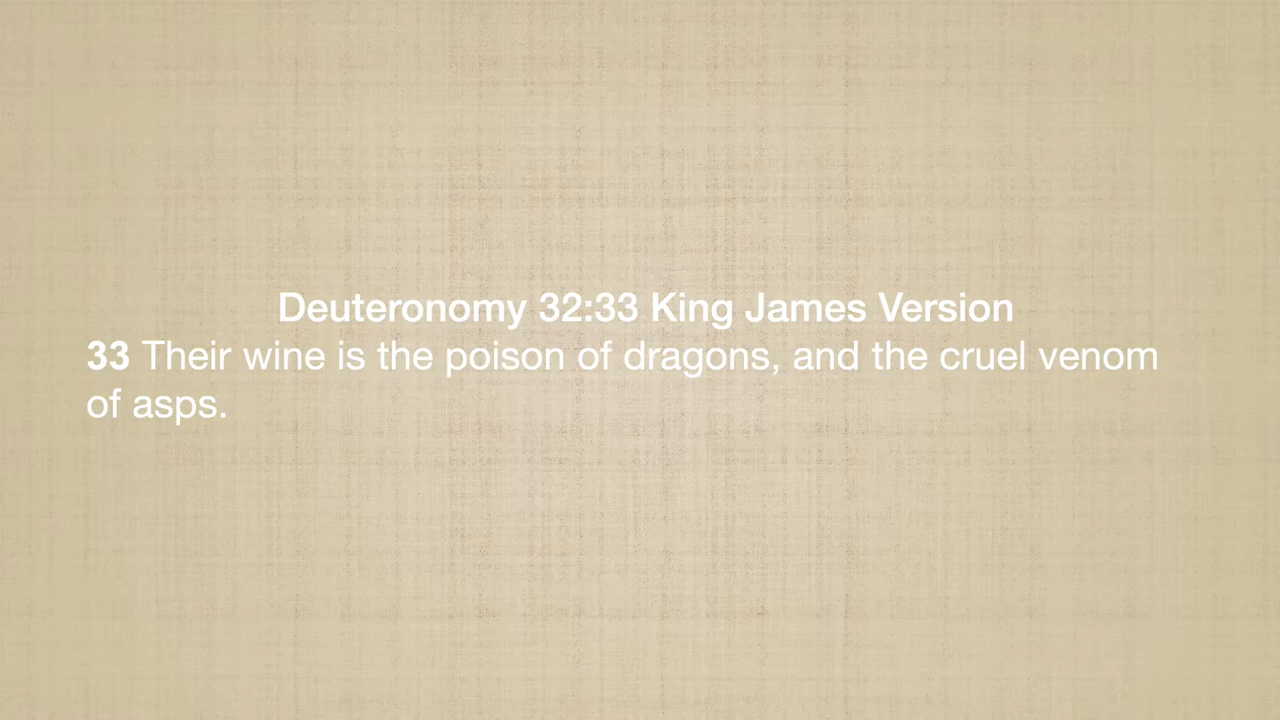 Deuteronomy 32:33 King James Version
33 Their wine is the poison of dragons, and the cruel venom
of asps.